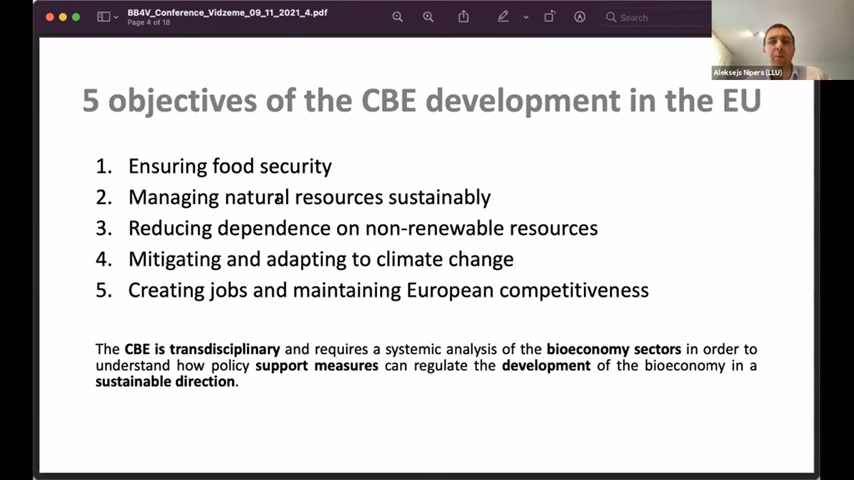 BB4V_Conference_Vidzeme_09_11_2021_4.pdf
Page 4 of 18
Search
Aleksejs Nipers (LLU)
5 objectives of the CBE development in the EU
1. Ensuring food security
2. Managing natural resources sustainably
3. Reducing dependence on non-renewable resources
4. Mitigating and adapting to climate change
5. Creating jobs and maintaining European competitiveness
The CBE is transdisciplinary and requires a systemic analysis of the bioeconomy sectors in order to
understand how policy support measures can regulate the development of the bioeconomy in a
sustainable direction.